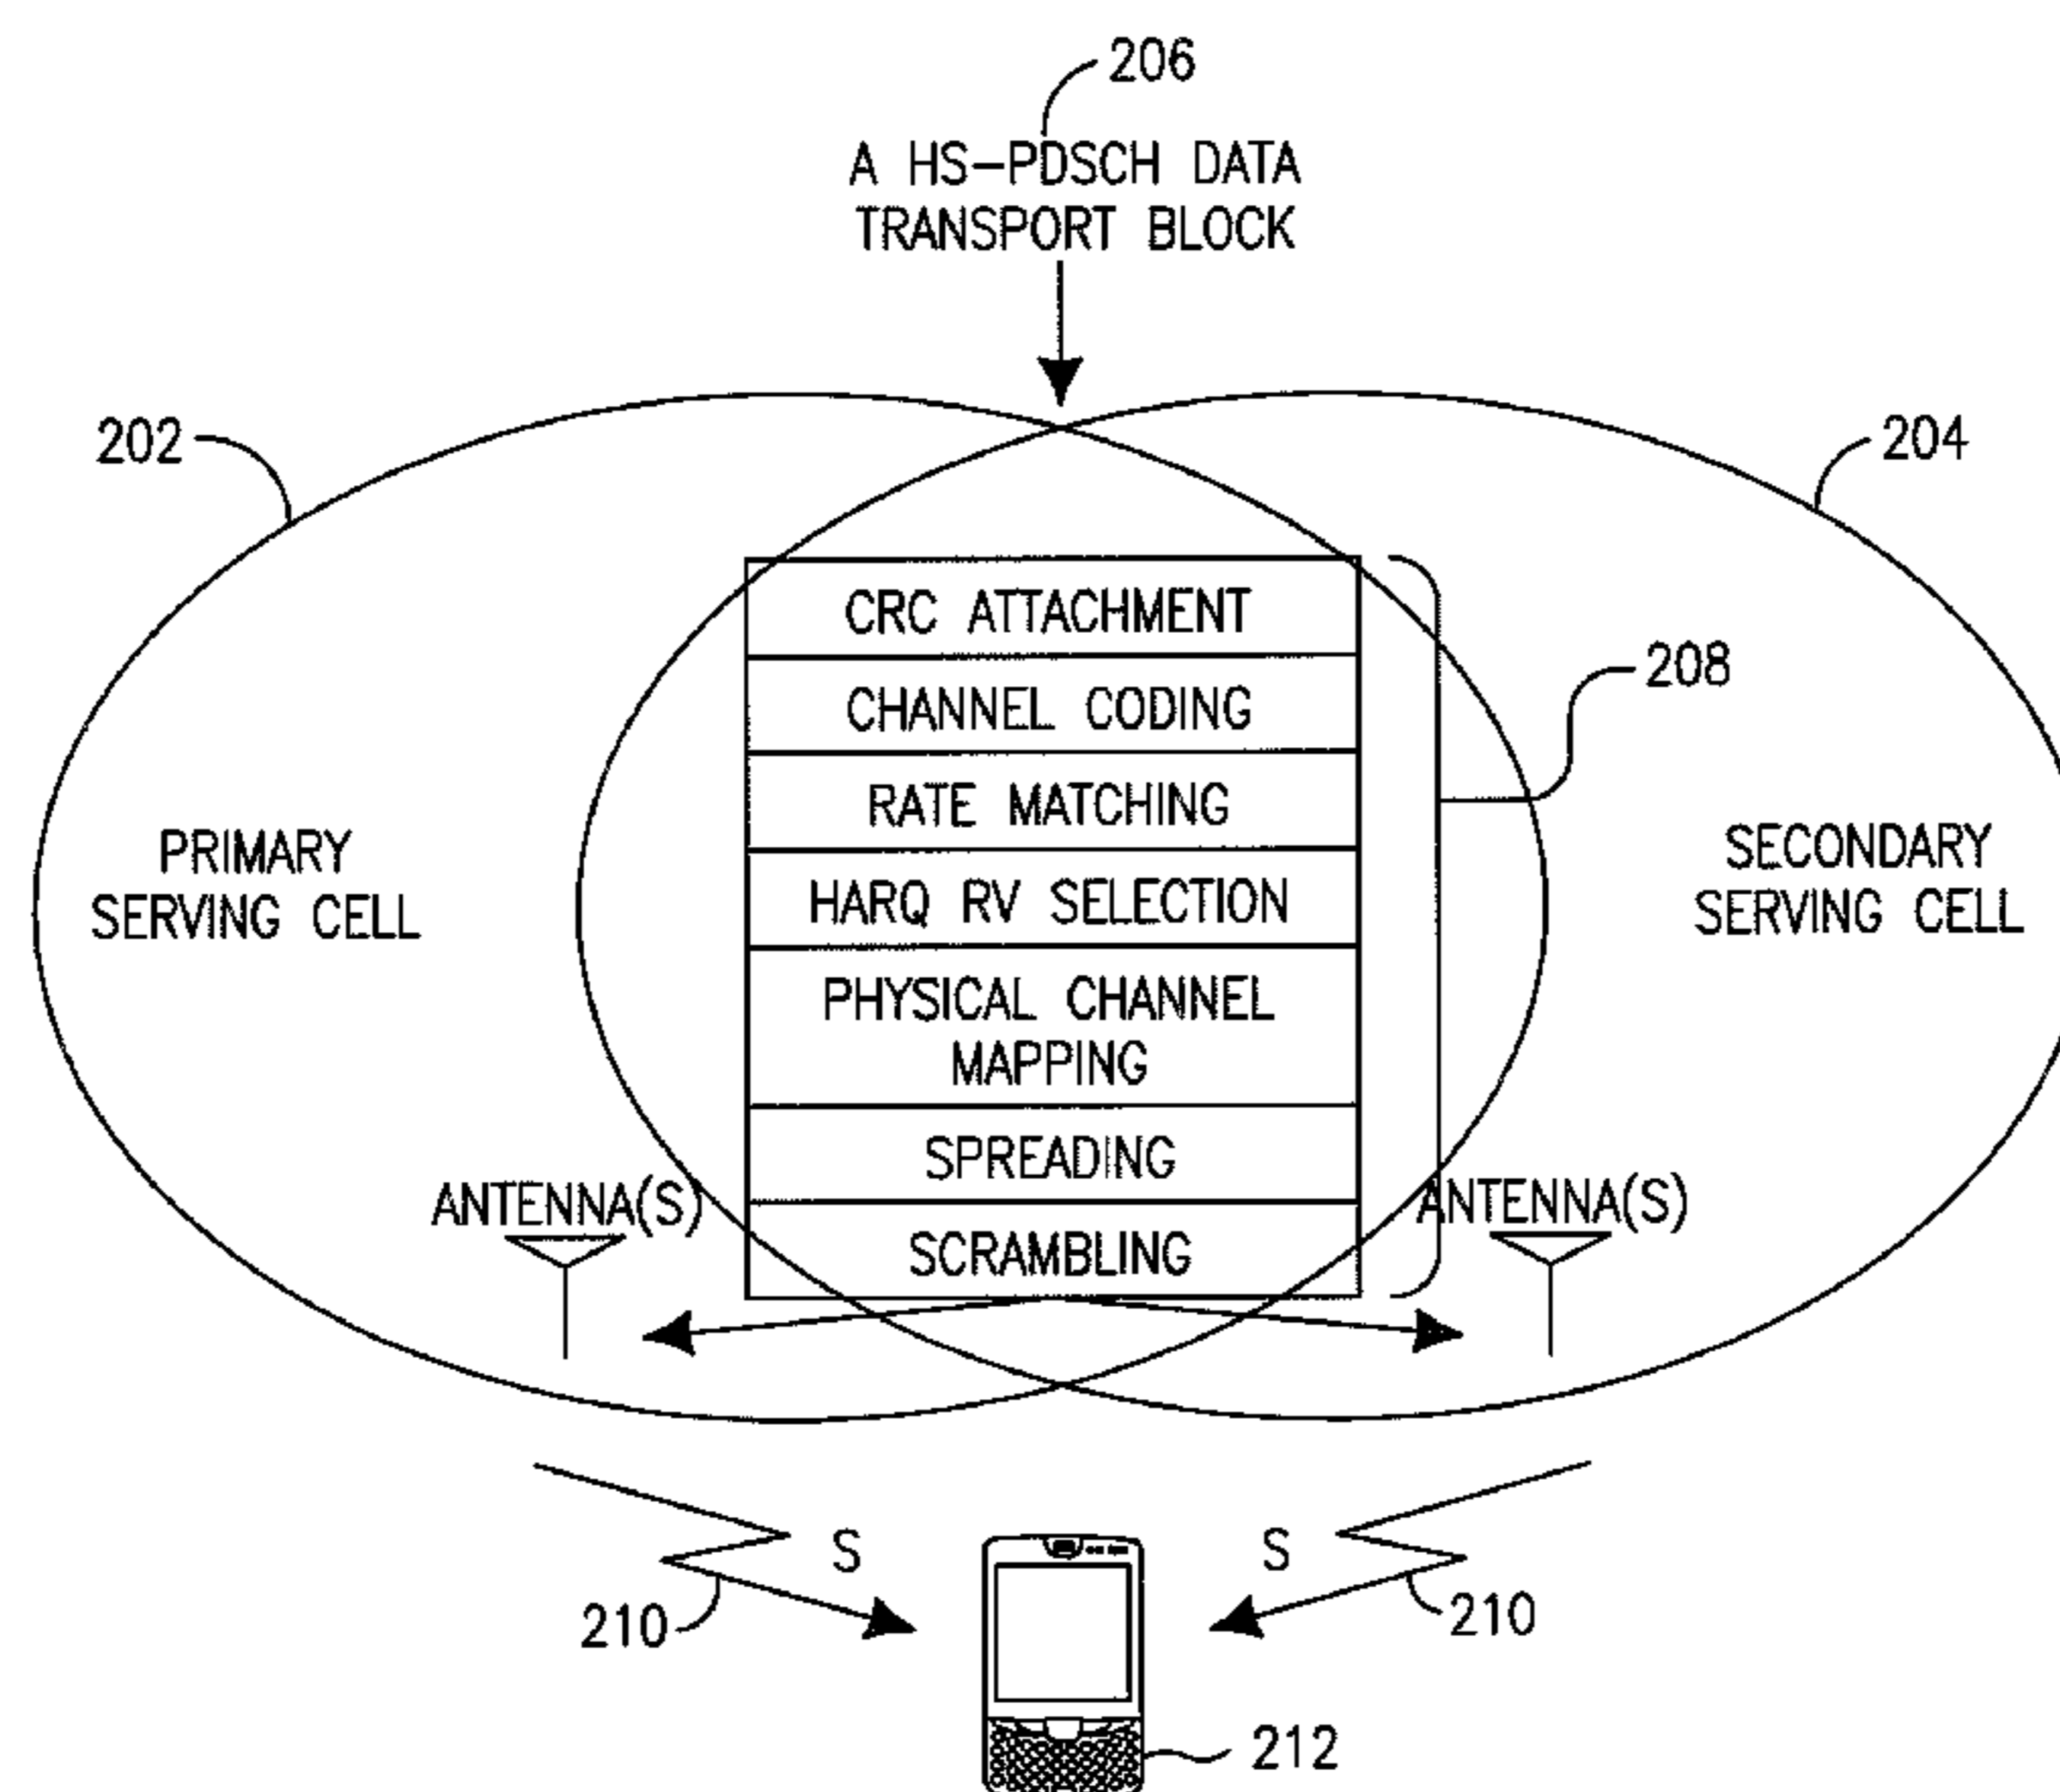 206
A HS-PDSCH DATA
TRANSPORT BLOCK
202
204
CRC ATTACHMENT
CHANNEL CODING
208
RATE MATCHING
PRIMARY
SERVING CELL
SECONDARY
SERVING CELL
HARQ RV SELECTION
PHYSICAL CHANNEL
MAPPING
SPREADING
ANTENNA(S)
ANTENNA(S)
SCRAMBLING
S
S
210
210
212